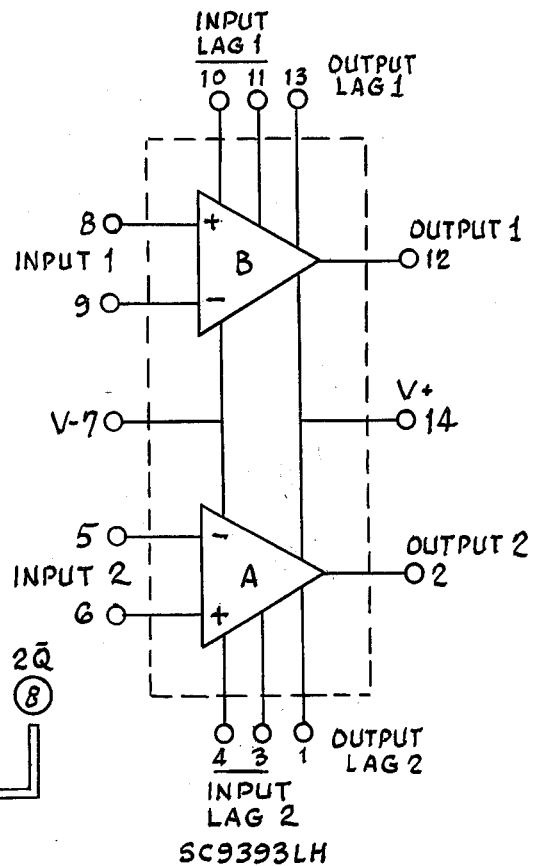 INPUT
LAG 1
10 11 13
OUTPUT
LAG 1
8
+
INPUT 1
B
OUTPUT 1
12
9
-
V-7
V+
14
5
-
INPUT 2
A
OUTPUT 2
2
6
+
2Q̄
8
4 3 1
OUTPUT
LAG 2
INPUT
LAG 2
SC9393LH